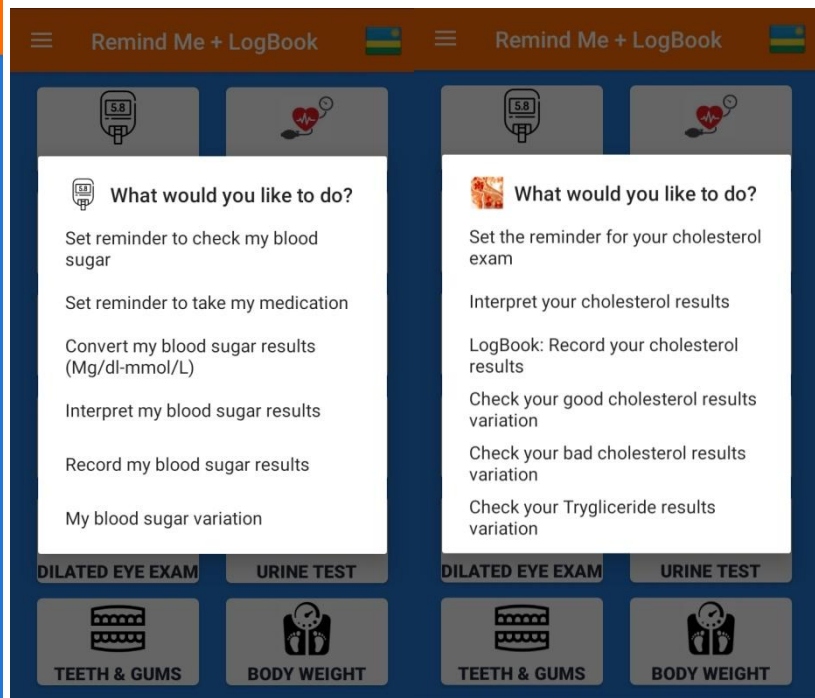 Remind Me + LogBook
5.8
What would you like to do?
Set reminder to check my blood
sugar
Set reminder to take my medication
Convert my blood sugar results
(Mg/dl-mmol/L)
Interpret my blood sugar results
Record my blood sugar results
My blood sugar variation
DILATED EYE EXAM
URINE TEST
TEETH & GUMS
BODY WEIGHT
Remind Me + LogBook
5.8
What would you like to do?
Set the reminder for your cholesterol
exam
Interpret your cholesterol results
LogBook: Record your cholesterol
results
Check your good cholesterol results
variation
Check your bad cholesterol results
variation
Check your Trygliceride results
variation
DILATED EYE EXAM
URINE TEST
TEETH & GUMS
BODY WEIGHT